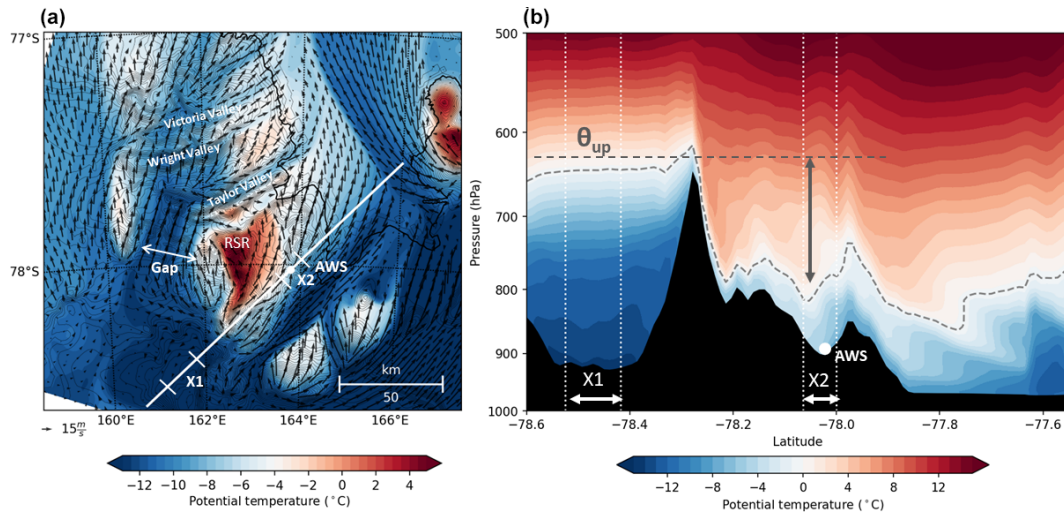 (a)
77°S
78°S
Victoria Valley
Wright Valley
Taylor Valley
RSR
Gap
AWS
X2
X1
km
50
160°E
162°E
164°E
166°E
→ 15 m/s
−12 −10 −8 −6 −4 −2 0 2 4
Potential temperature (°C)
(b)
500
600
700
800
900
1000
Pressure (hPa)
θup
AWS
X1
X2
−78.6 −78.4 −78.2 −78.0 −77.8 −77.6
Latitude
−12 −8 −4 0 4 8 12
Potential temperature (°C)